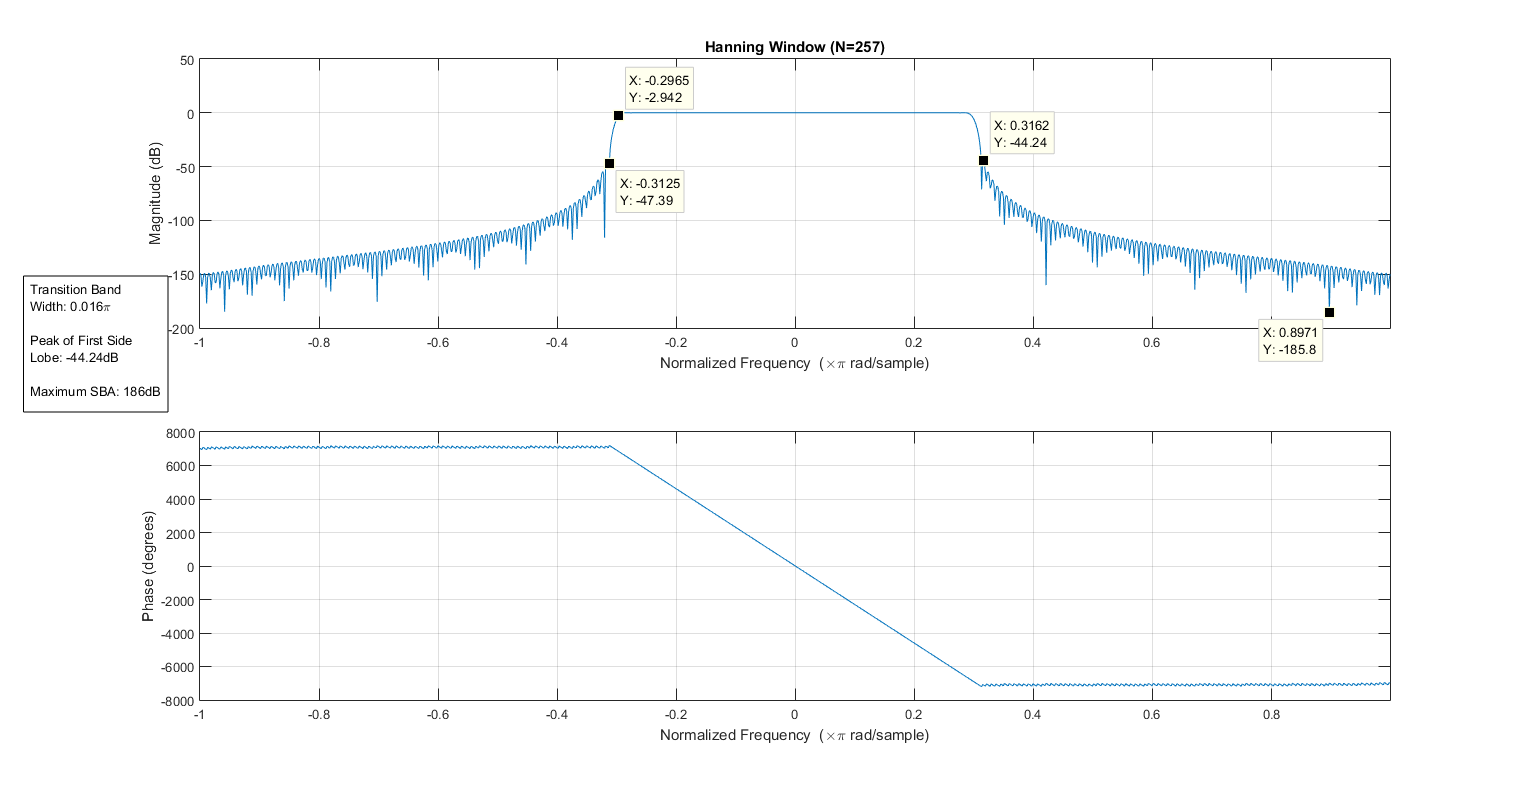 Hanning Window (N=257)
50
0
-50
-100
-150
-200
Magnitude (dB)
X: -0.2965
Y: -2.942
X: 0.3162
Y: -44.24
X: -0.3125
Y: -47.39
X: 0.8971
Y: -185.8
-1
-0.8
-0.6
-0.4
-0.2
0
0.2
0.4
0.6
0.8
Normalized Frequency (×π rad/sample)
Transition Band
Width: 0.016π
Peak of First Side
Lobe: -44.24dB
Maximum SBA: 186dB
8000
6000
4000
2000
0
-2000
-4000
-6000
-8000
Phase (degrees)
-1
-0.8
-0.6
-0.4
-0.2
0
0.2
0.4
0.6
0.8
Normalized Frequency (×π rad/sample)